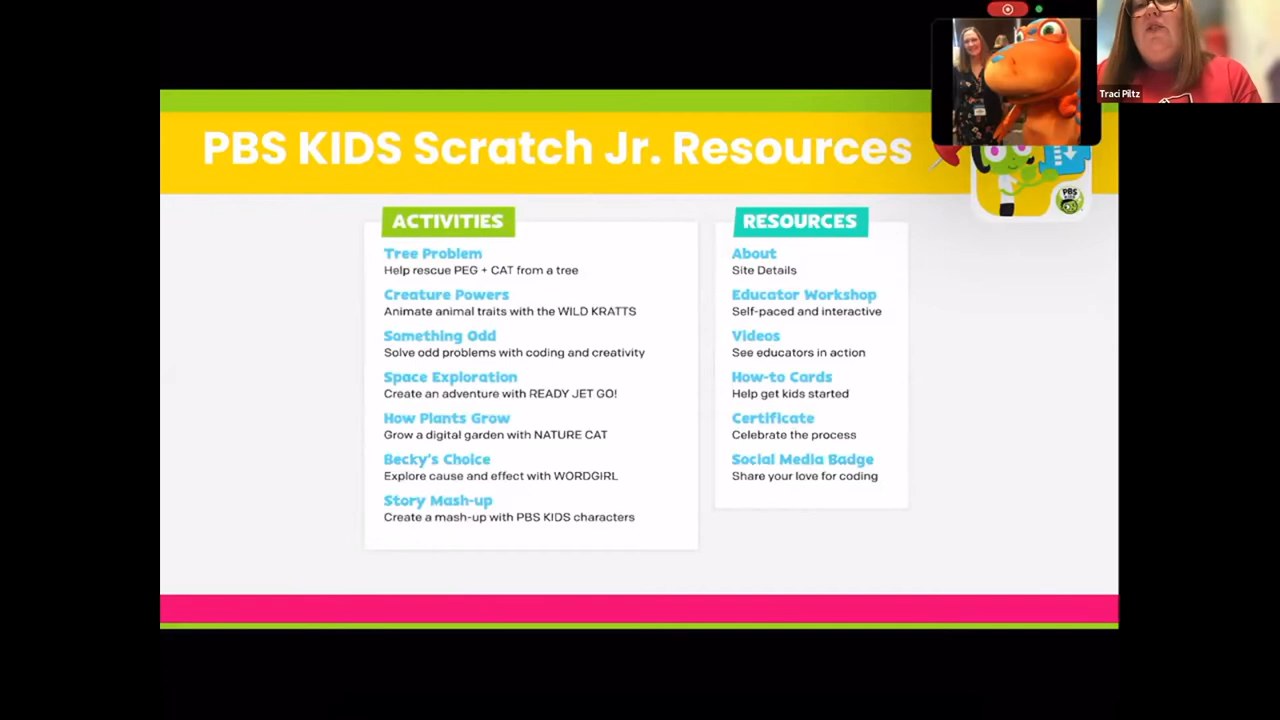 Traci Piltz
PBS KIDS Scratch Jr. Resources
PBS
KIDS
ACTIVITIES
Tree Problem
Help rescue PEG + CAT from a tree
Creature Powers
Animate animal traits with the WILD KRATTS
Something Odd
Solve odd problems with coding and creativity
Space Exploration
Create an adventure with READY JET GO!
How Plants Grow
Grow a digital garden with NATURE CAT
Becky's Choice
Explore cause and effect with WORDGIRL
Story Mash-up
Create a mash-up with PBS KIDS characters
RESOURCES
About
Site Details
Educator Workshop
Self-paced and interactive
Videos
See educators in action
How-to Cards
Help get kids started
Certificate
Celebrate the process
Social Media Badge
Share your love for coding